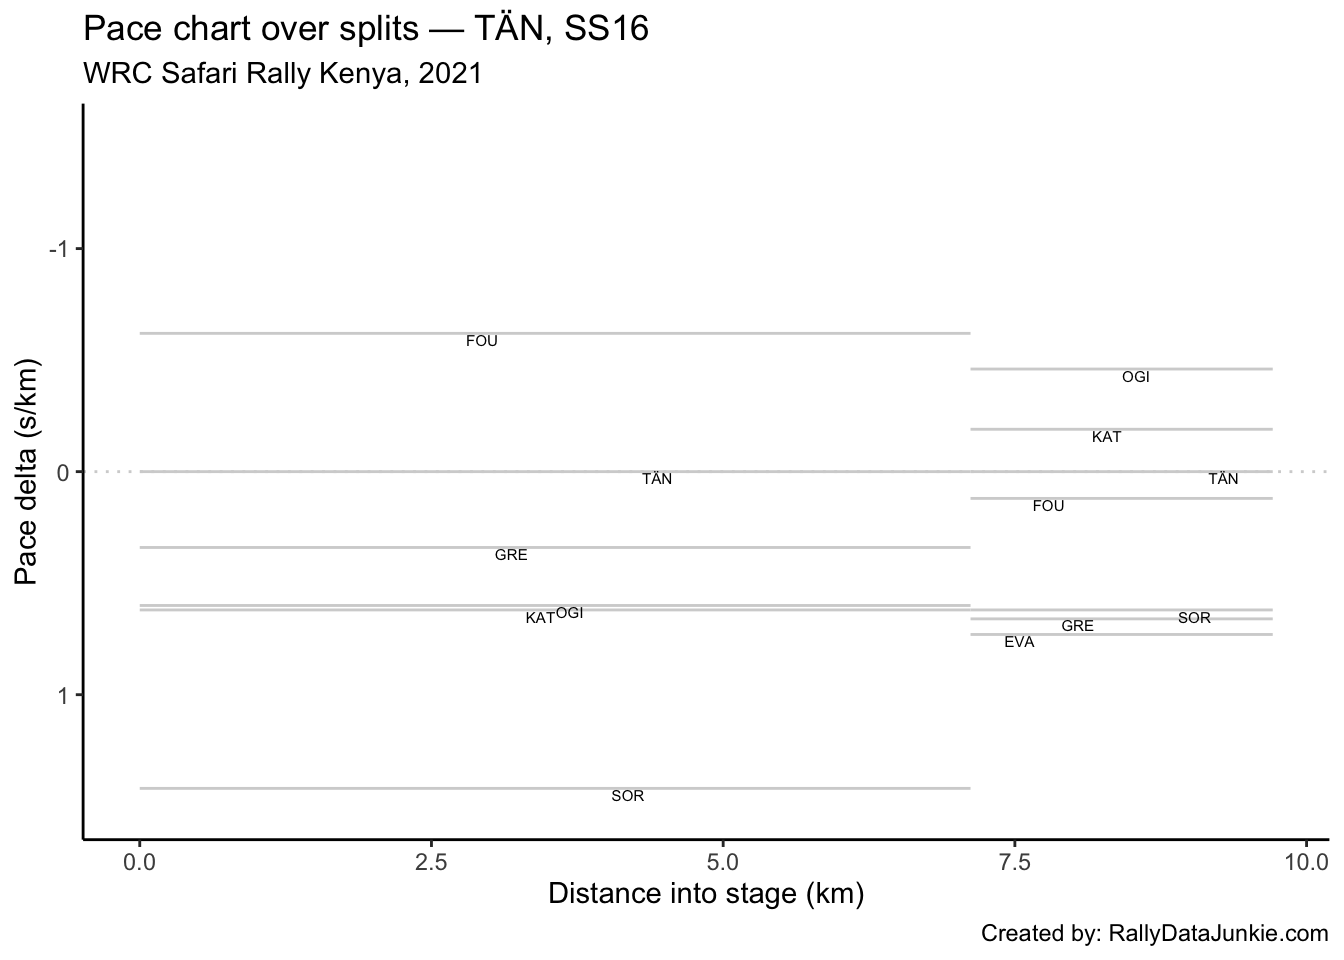 Pace chart over splits — TÄN, SS16
WRC Safari Rally Kenya, 2021
Pace delta (s/km)
-1
0
1
FOU
OGI
KAT
TÄN
TÄN
FOU
GRE
OGI
KAT
SOR
GRE
EVA
SOR
0.0
2.5
5.0
7.5
10.0
Distance into stage (km)
Created by: RallyDataJunkie.com